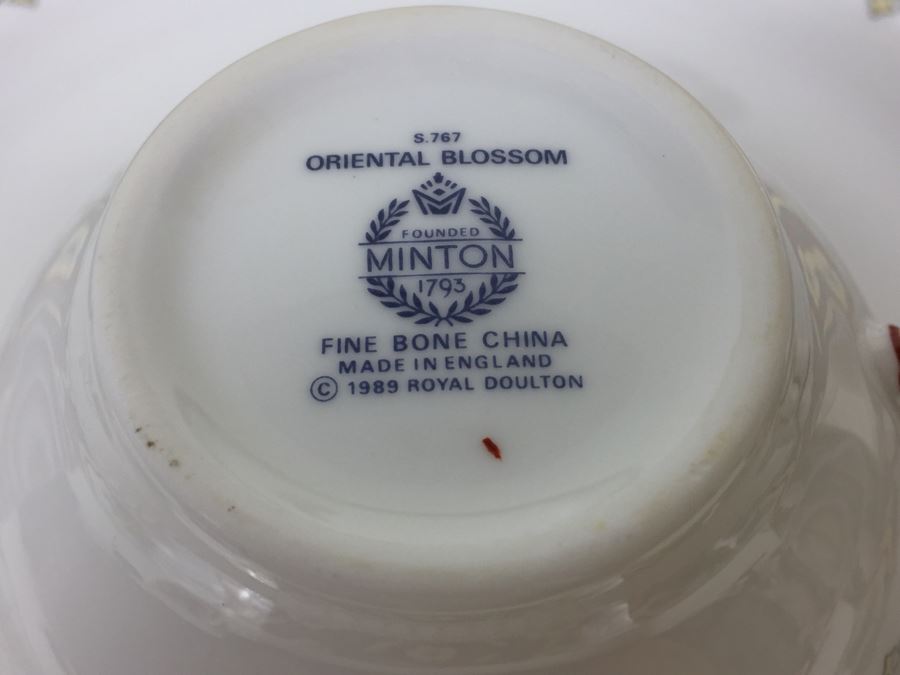 S.767
ORIENTAL BLOSSOM
FOUNDED
MINTON
1793
FINE BONE CHINA
MADE IN ENGLAND
© 1989 ROYAL DOULTON